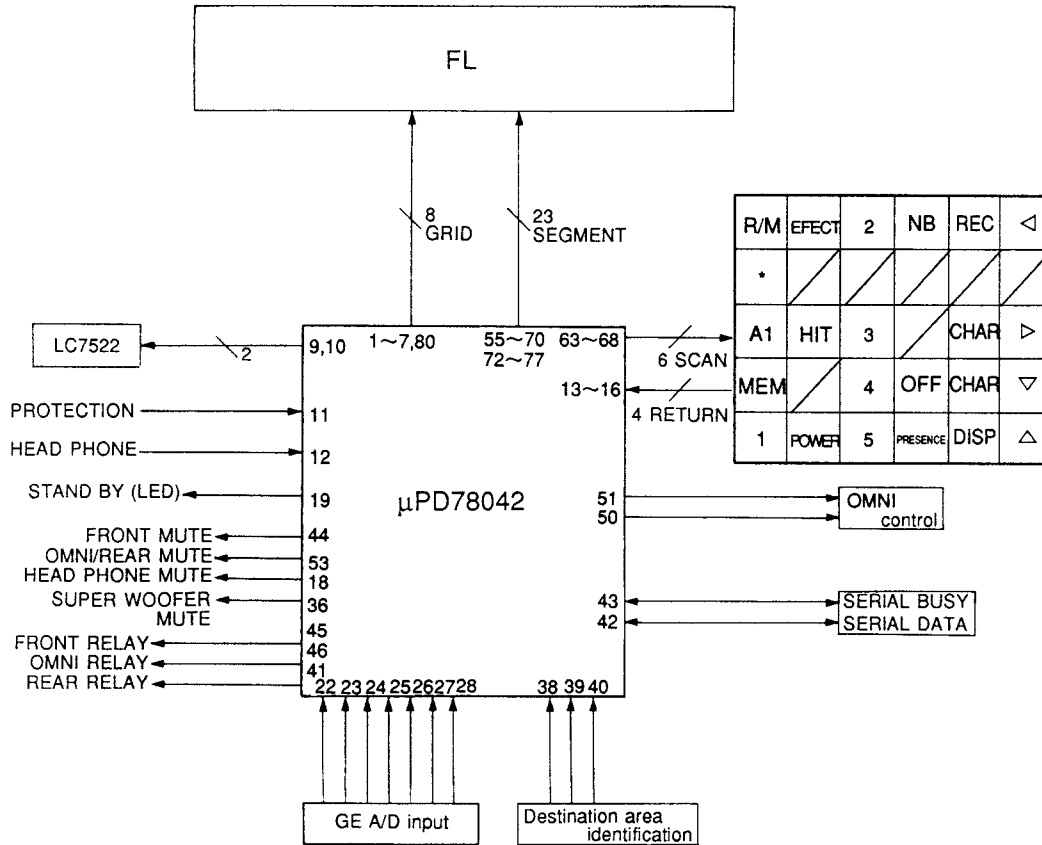 FL
8
GRID
23
SEGMENT
R/M EFECT 2 NB REC ◁
*
A1 HIT 3 CHAR ▷
MEM 4 OFF CHAR ▽
1 POWER 5 PRESENCE DISP △
LC7522
2
9,10
1~7,80
55~70
72~77
63~68
6 SCAN
13~16
4 RETURN
PROTECTION
11
HEAD PHONE
12
STAND BY (LED)
19
µPD78042
51
50
OMNI
control
FRONT MUTE
44
OMNI/REAR MUTE
53
HEAD PHONE MUTE
18
SUPER WOOFER
MUTE
36
45
FRONT RELAY
46
OMNI RELAY
41
REAR RELAY
43
42
SERIAL BUSY
SERIAL DATA
22 23 24 25 26 27 28
38 39 40
GE A/D input
Destination area
identification